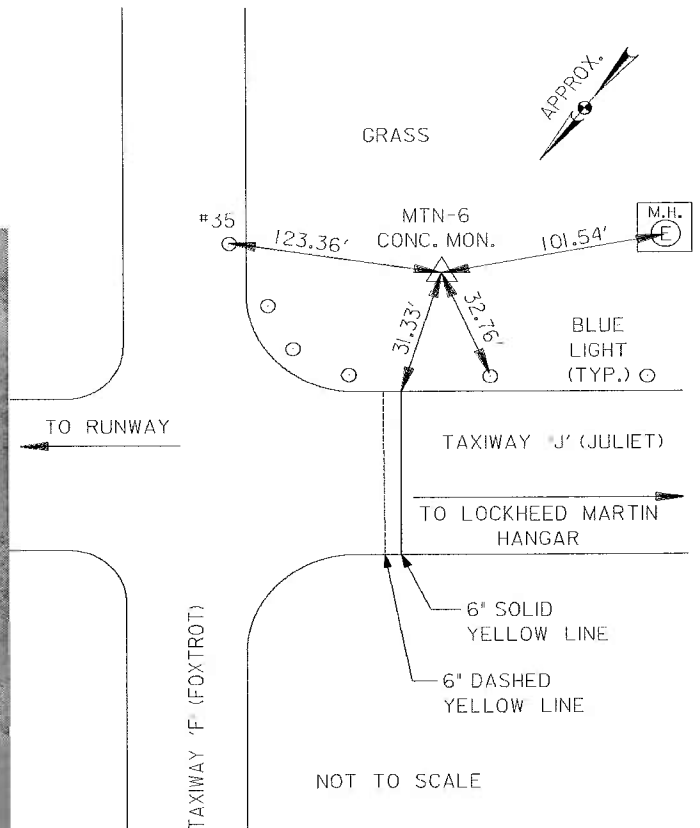 APPROX.
GRASS
#35
123.36'
MTN-6
CONC. MON.
101.54'
M.H.
E
31.33'
32.76'
BLUE
LIGHT
(TYP.)
TO RUNWAY
TAXIWAY 'J' (JULIET)
TO LOCKHEED MARTIN
HANGAR
6" SOLID
YELLOW LINE
6" DASHED
YELLOW LINE
TAXIWAY 'F' (FOXTROT)
NOT TO SCALE